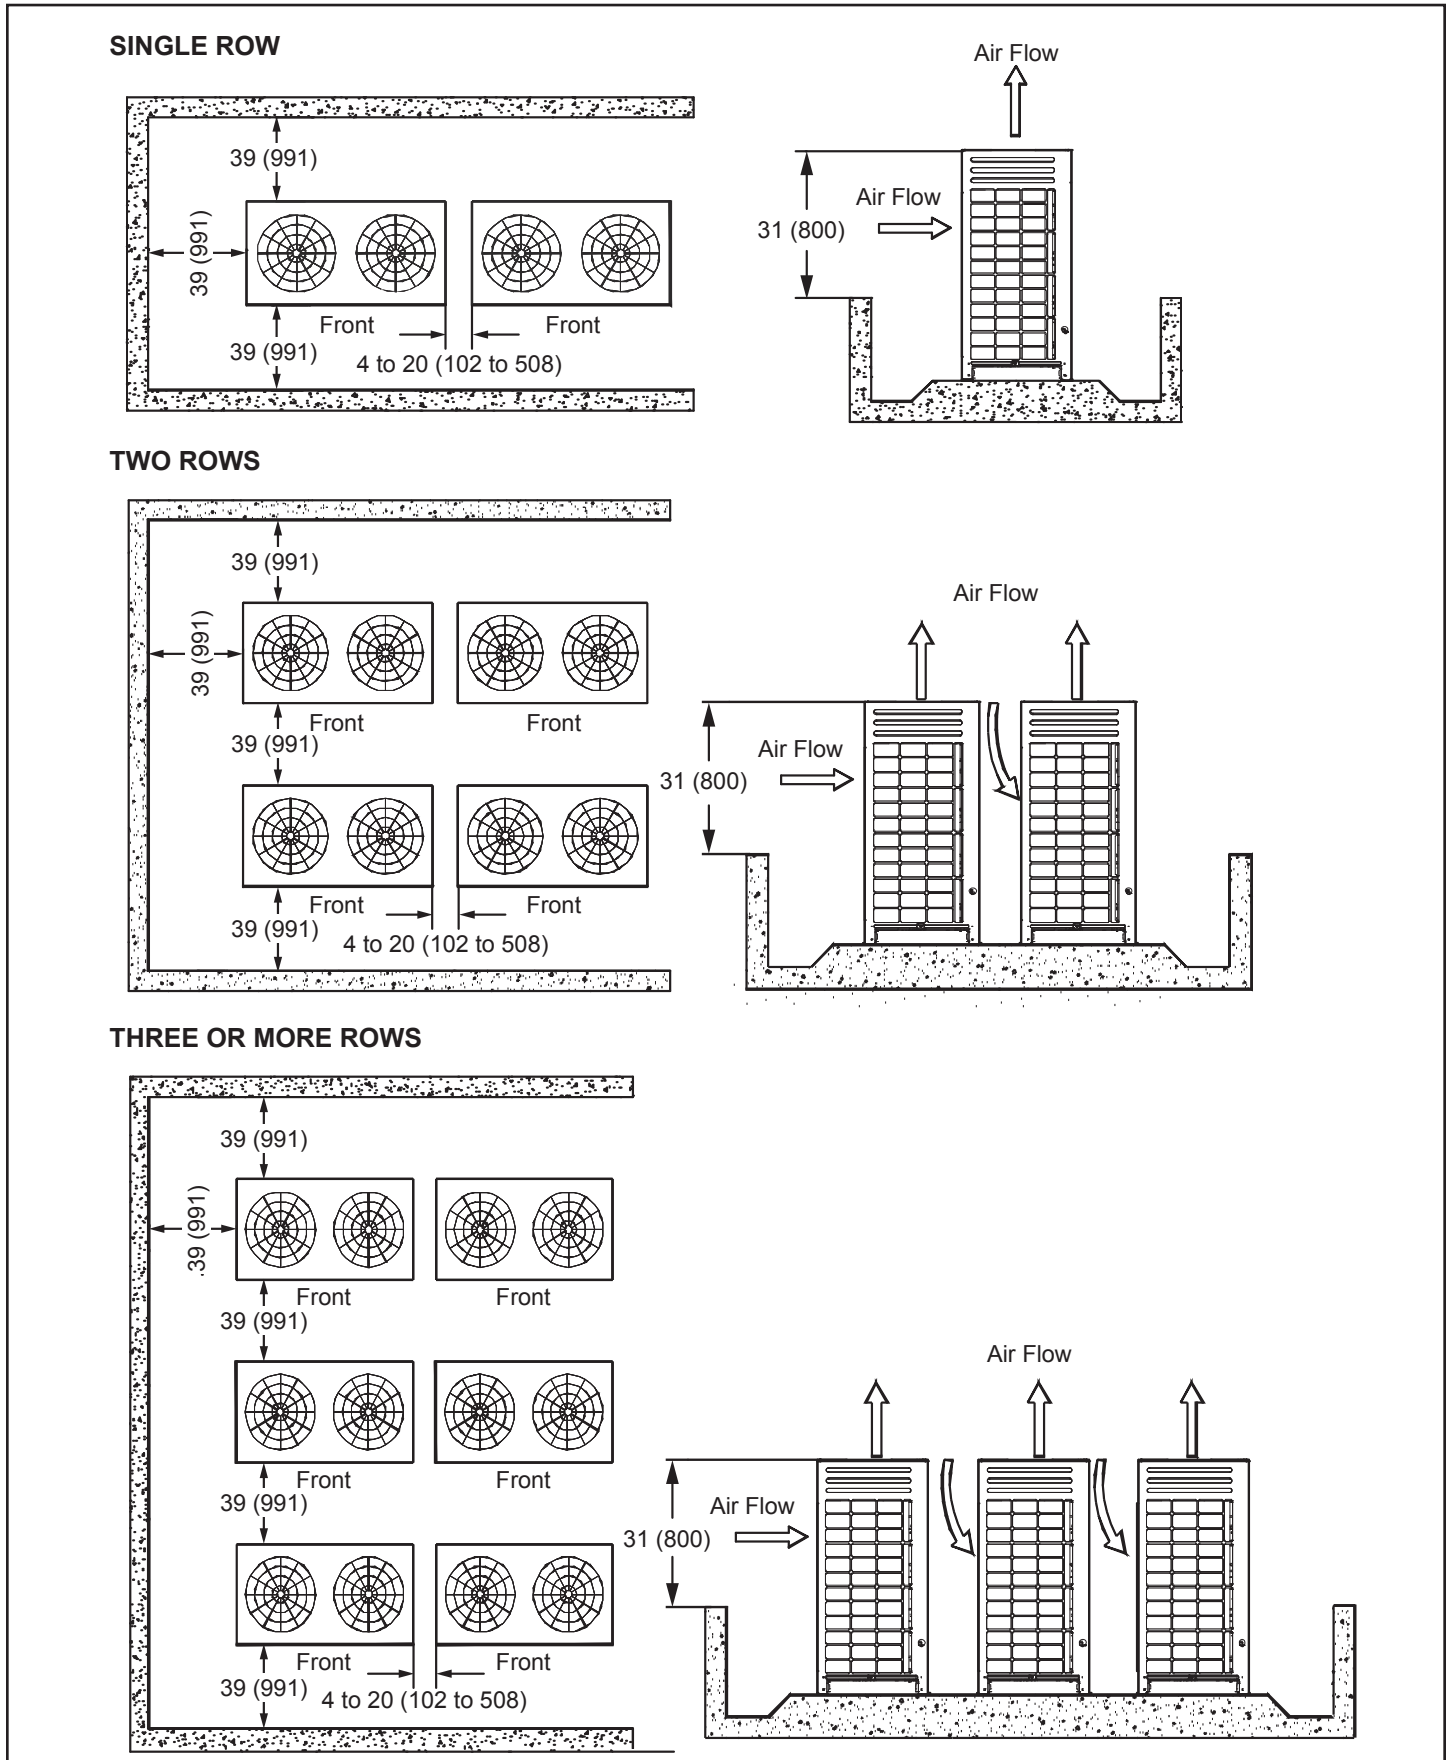 SINGLE ROW
39 (991)
39 (991)
Front
Front
39 (991)
4 to 20 (102 to 508)
Air Flow
31 (800)
Air Flow
TWO ROWS
39 (991)
39 (991)
Front
Front
39 (991)
Front
Front
39 (991)
4 to 20 (102 to 508)
Air Flow
Air Flow
31 (800)
THREE OR MORE ROWS
39 (991)
.39 (991)
Front
Front
39 (991)
Front
Front
39 (991)
Front
Front
39 (991)
4 to 20 (102 to 508)
Air Flow
Air Flow
31 (800)